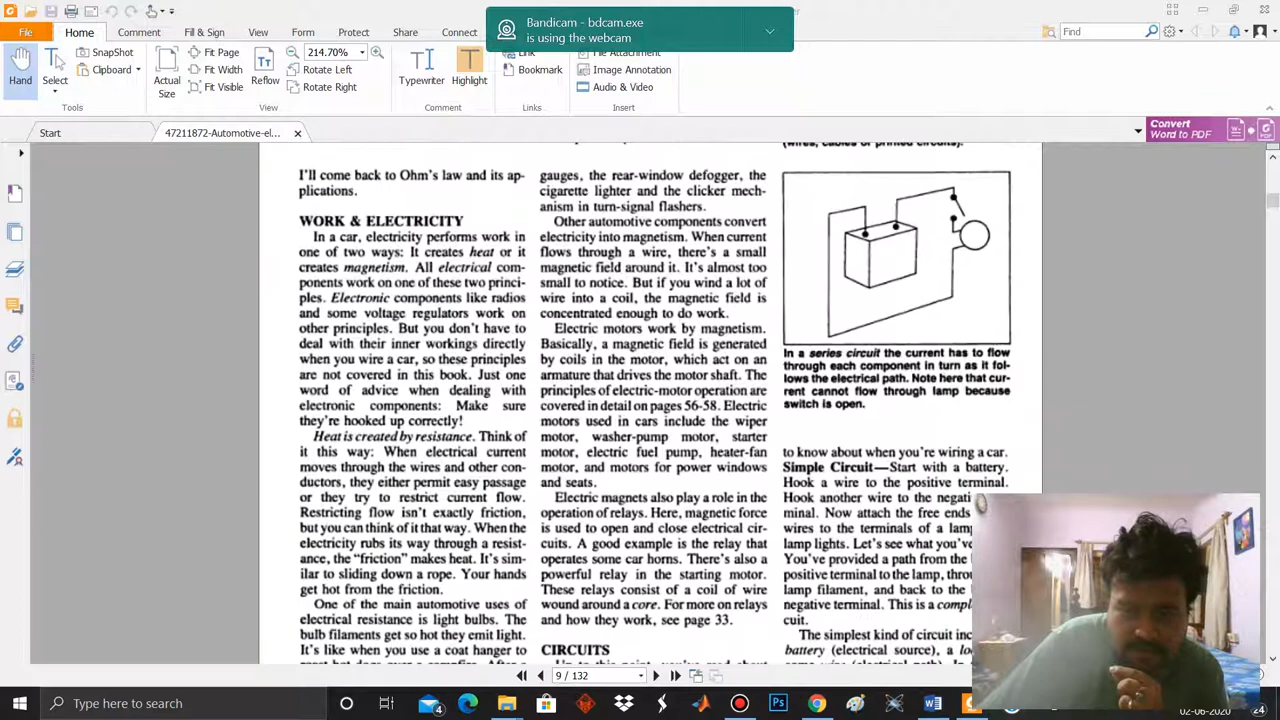 Bandicam - bdcam.exe
is using the webcam
File
Home
Comment
Fill & Sign
Review
View
Form
Protect
Share
Connect
Find
Hand
Select
SnapShot
Clipboard
Actual
Size
Fit Page
Fit Width
Fit Visible
Reflow
214.70%
Rotate Left
Rotate Right
Typewriter
Highlight
Link
Bookmark
File Attachment
Image Annotation
Audio & Video
Tools
View
Comment
Links
Insert
Start
47211872-Automotive-el...
Convert
Word to PDF
I'll come back to Ohm's law and its ap-
plications.
WORK & ELECTRICITY
In a car, electricity performs work in
one of two ways: It creates heat or it
creates magnetism. All electrical com-
ponents work on one of these two princi-
ples. Electronic components like radios
and some voltage regulators work on
other principles. But you don't have to
deal with their inner workings directly
when you wire a car, so these principles
are not covered in this book. Just one
word of advice when dealing with
electronic components: Make sure
they're hooked up correctly!
Heat is created by resistance. Think of
it this way: When electrical current
moves through the wires and other con-
ductors, they either permit easy passage
or they try to restrict current flow.
Restricting flow isn't exactly friction,
but you can think of it that way. When the
electricity rubs its way through a resist-
ance, the “friction” makes heat. It's sim-
ilar to sliding down a rope. Your hands
get hot from the friction.
One of the main automotive uses of
electrical resistance is light bulbs. The
bulb filaments get so hot they emit light.
It's like when you use a coat hanger to
gauges, the rear-window defogger, the
cigarette lighter and the clicker mech-
anism in turn-signal flashers.
Other automotive components convert
electricity into magnetism. When current
flows through a wire, there's a small
magnetic field around it. It's almost too
small to notice. But if you wind a lot of
wire into a coil, the magnetic field is
concentrated enough to do work.
Electric motors work by magnetism.
Basically, a magnetic field is generated
by coils in the motor, which act on an
armature that drives the motor shaft. The
principles of electric-motor operation are
covered in detail on pages 56-58. Electric
motors used in cars include the wiper
motor, washer-pump motor, starter
motor, electric fuel pump, heater-fan
motor, and motors for power windows
and seats.
Electric magnets also play a role in the
operation of relays. Here, magnetic force
is used to open and close electrical cir-
cuits. A good example is the relay that
operates some car horns. There's also a
powerful relay in the starting motor.
These relays consist of a coil of wire
wound around a core. For more on relays
and how they work, see page 33.
CIRCUITS
(wires, cables or printed circuits).
In a series circuit the current has to flow
through each component in turn as it fol-
lows the electrical path. Note here that cur-
rent cannot flow through lamp because
switch is open.
to know about when you're wiring a car.
Simple Circuit—Start with a battery.
Hook a wire to the positive terminal.
Hook another wire to the negati
minal. Now attach the free ends
wires to the terminals of a lam
lamp lights. Let's see what you've
You've provided a path from the
positive terminal to the lamp, throu
lamp filament, and back to the
negative terminal. This is a compl
cuit.
The simplest kind of circuit inc
battery (electrical source), a lo
9 / 132
Type here to search
4
02-06-2020
24